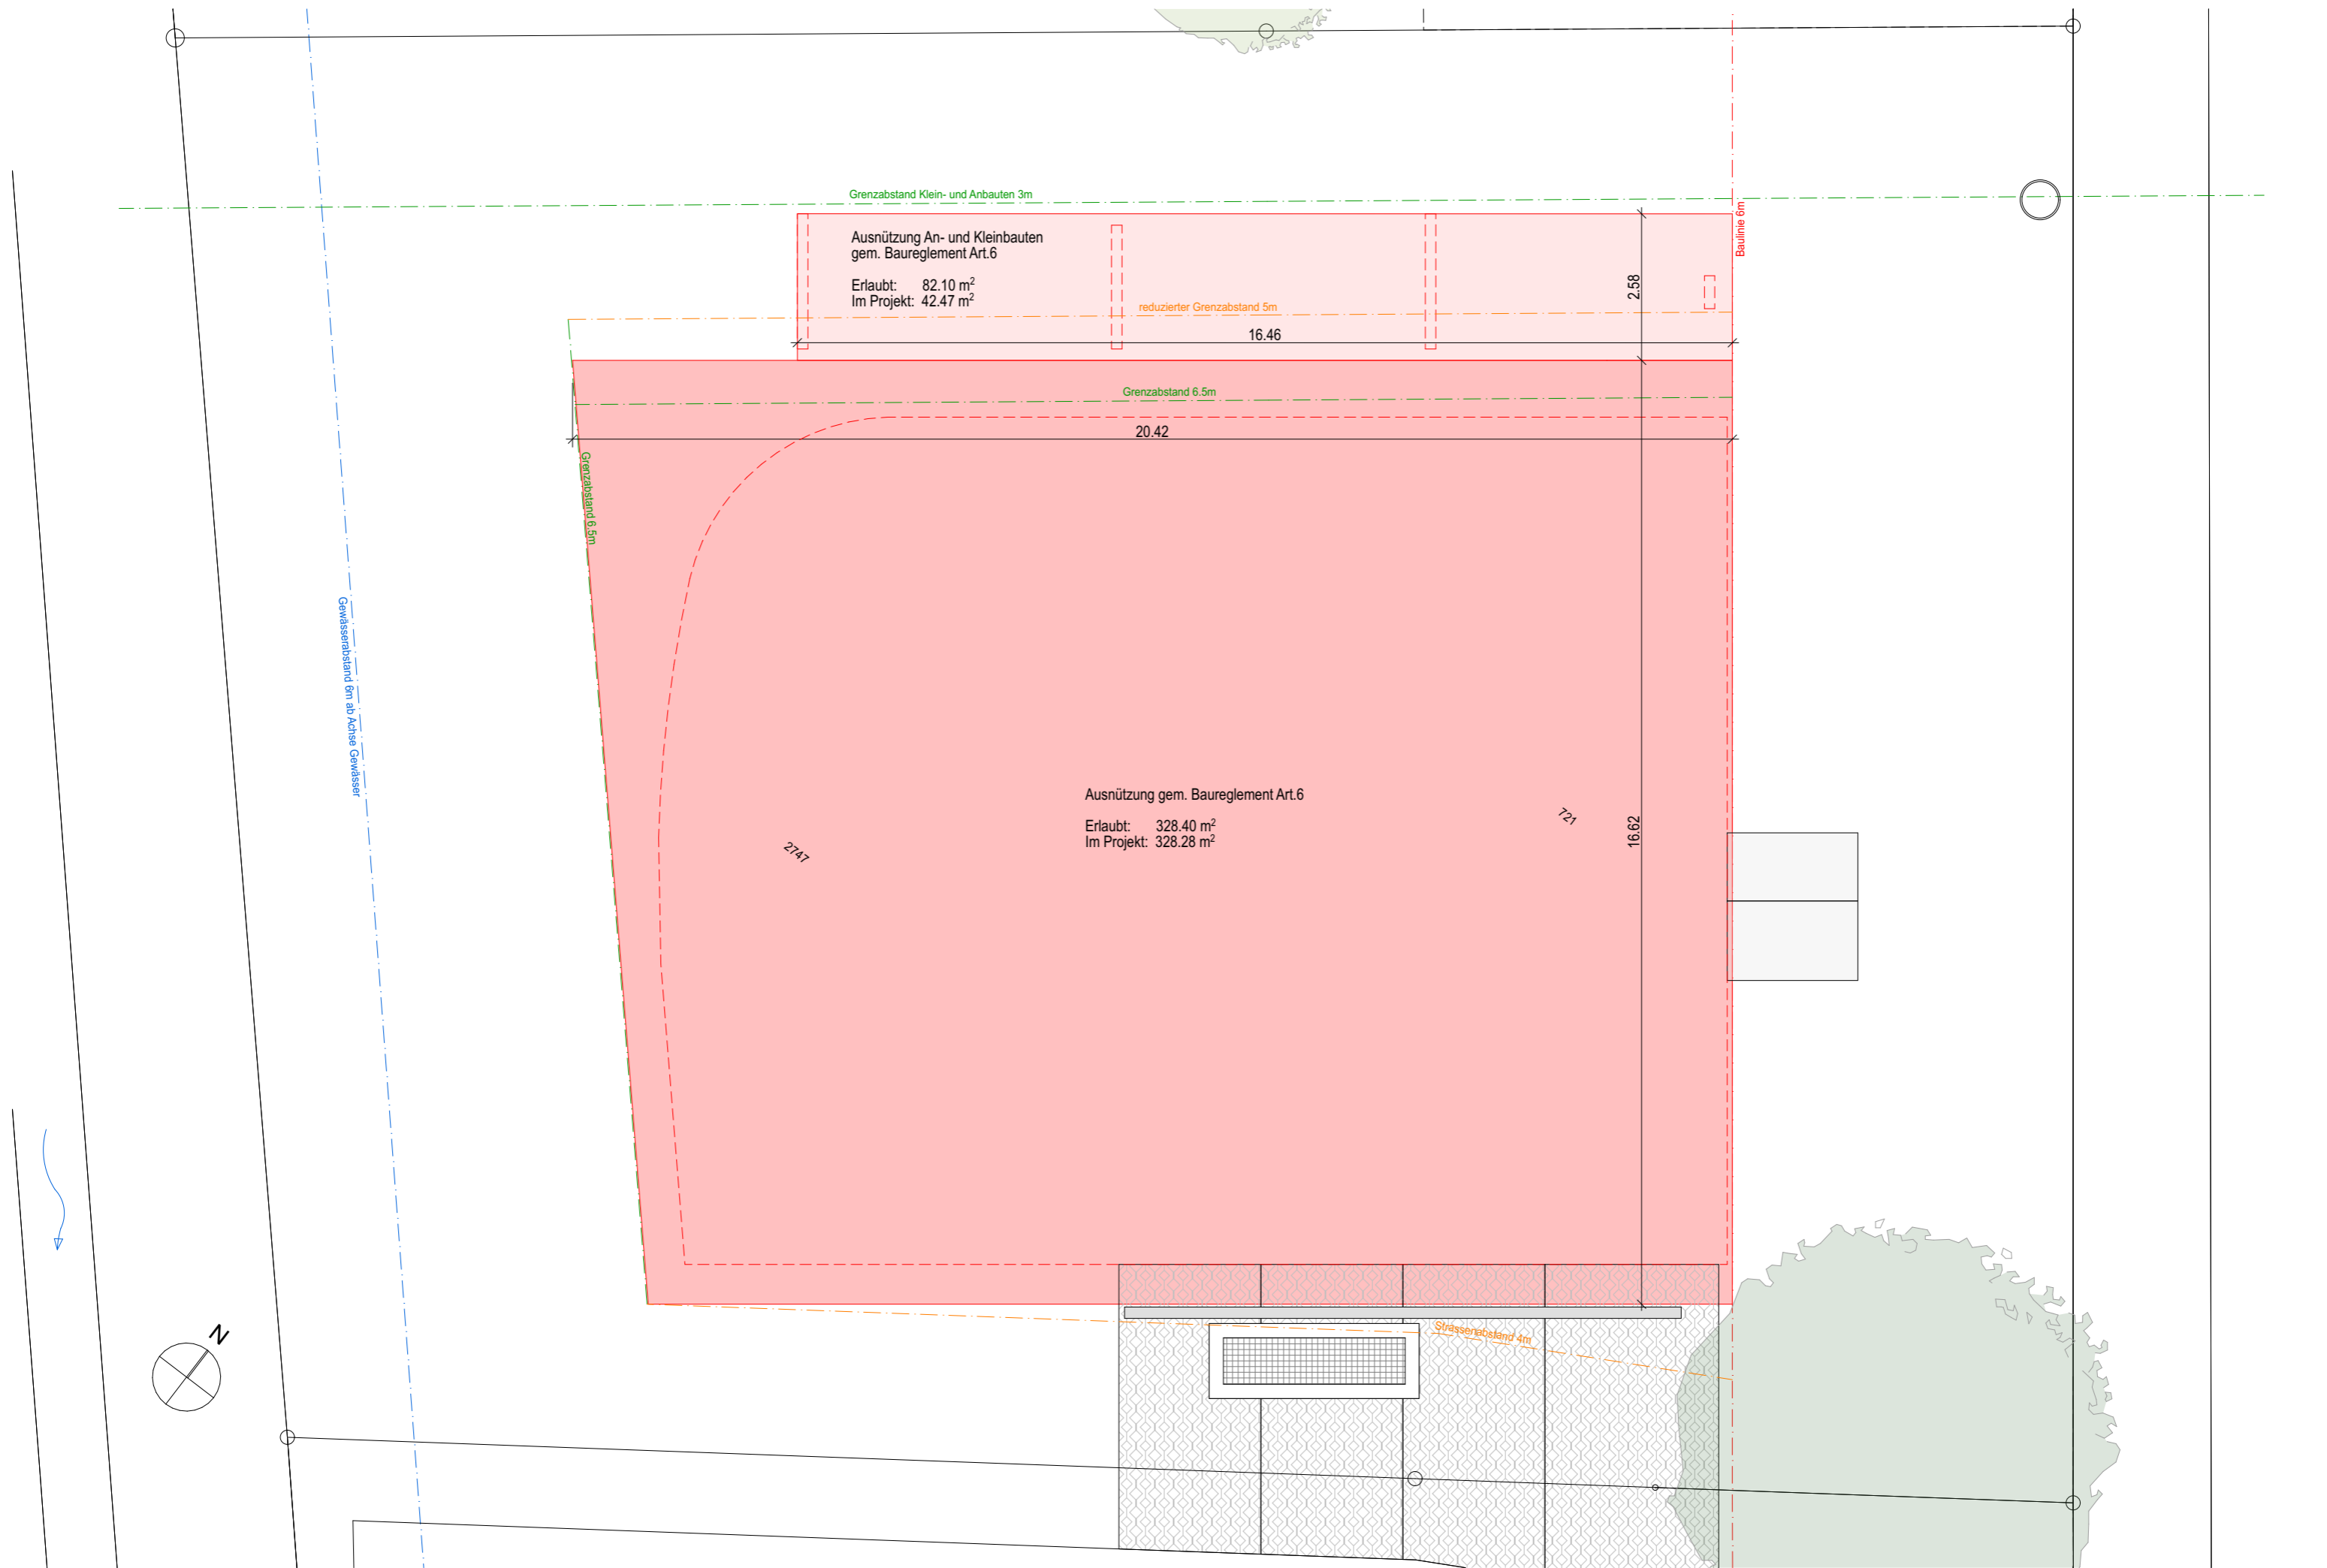 Grenzabstand Klein- und Anbauten 3m
Baulinie 6m
Ausnützung An- und Kleinbauten
gem. Baureglement Art.6
Erlaubt: 82.10 m²
Im Projekt: 42.47 m²
2.58
reduzierter Grenzabstand 5m
16.46
Grenzabstand 6.5m
20.42
Grenzabstand 6.5m
Gewässerabstand 6m ab Achse Gewässer
Ausnützung gem. Baureglement Art.6
Erlaubt: 328.40 m²
Im Projekt: 328.28 m²
2747
721
16.62
Strassenabstand 4m
N